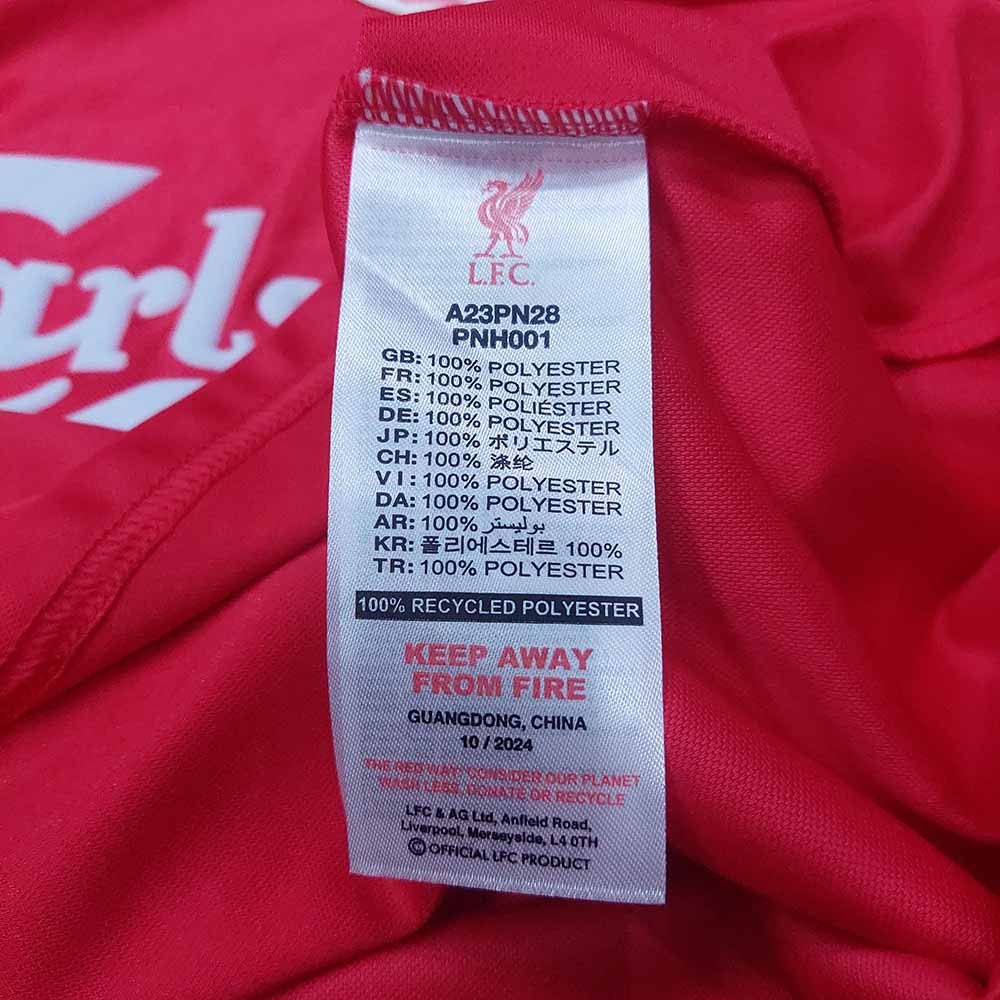 arls
L.F.C.
A23PN28
PNH001
GB: 100% POLYESTER
FR: 100% POLYESTER
ES: 100% POLIÉSTER
DE: 100% POLYESTER
JP: 100% ポリエステル
CH: 100% 涤纶
VI: 100% POLYESTER
DA: 100% POLYESTER
AR: 100% بوليستر
KR: 폴리에스테르 100%
TR: 100% POLYESTER
100% RECYCLED POLYESTER
KEEP AWAY
FROM FIRE
GUANGDONG, CHINA
10 / 2024
THE RED WAY: CONSIDER OUR PLANET
WASH LESS, DONATE OR RECYCLE
LFC & AG Ltd, Anfield Road,
Liverpool, Merseyside, L4 0TH
© OFFICIAL LFC PRODUCT